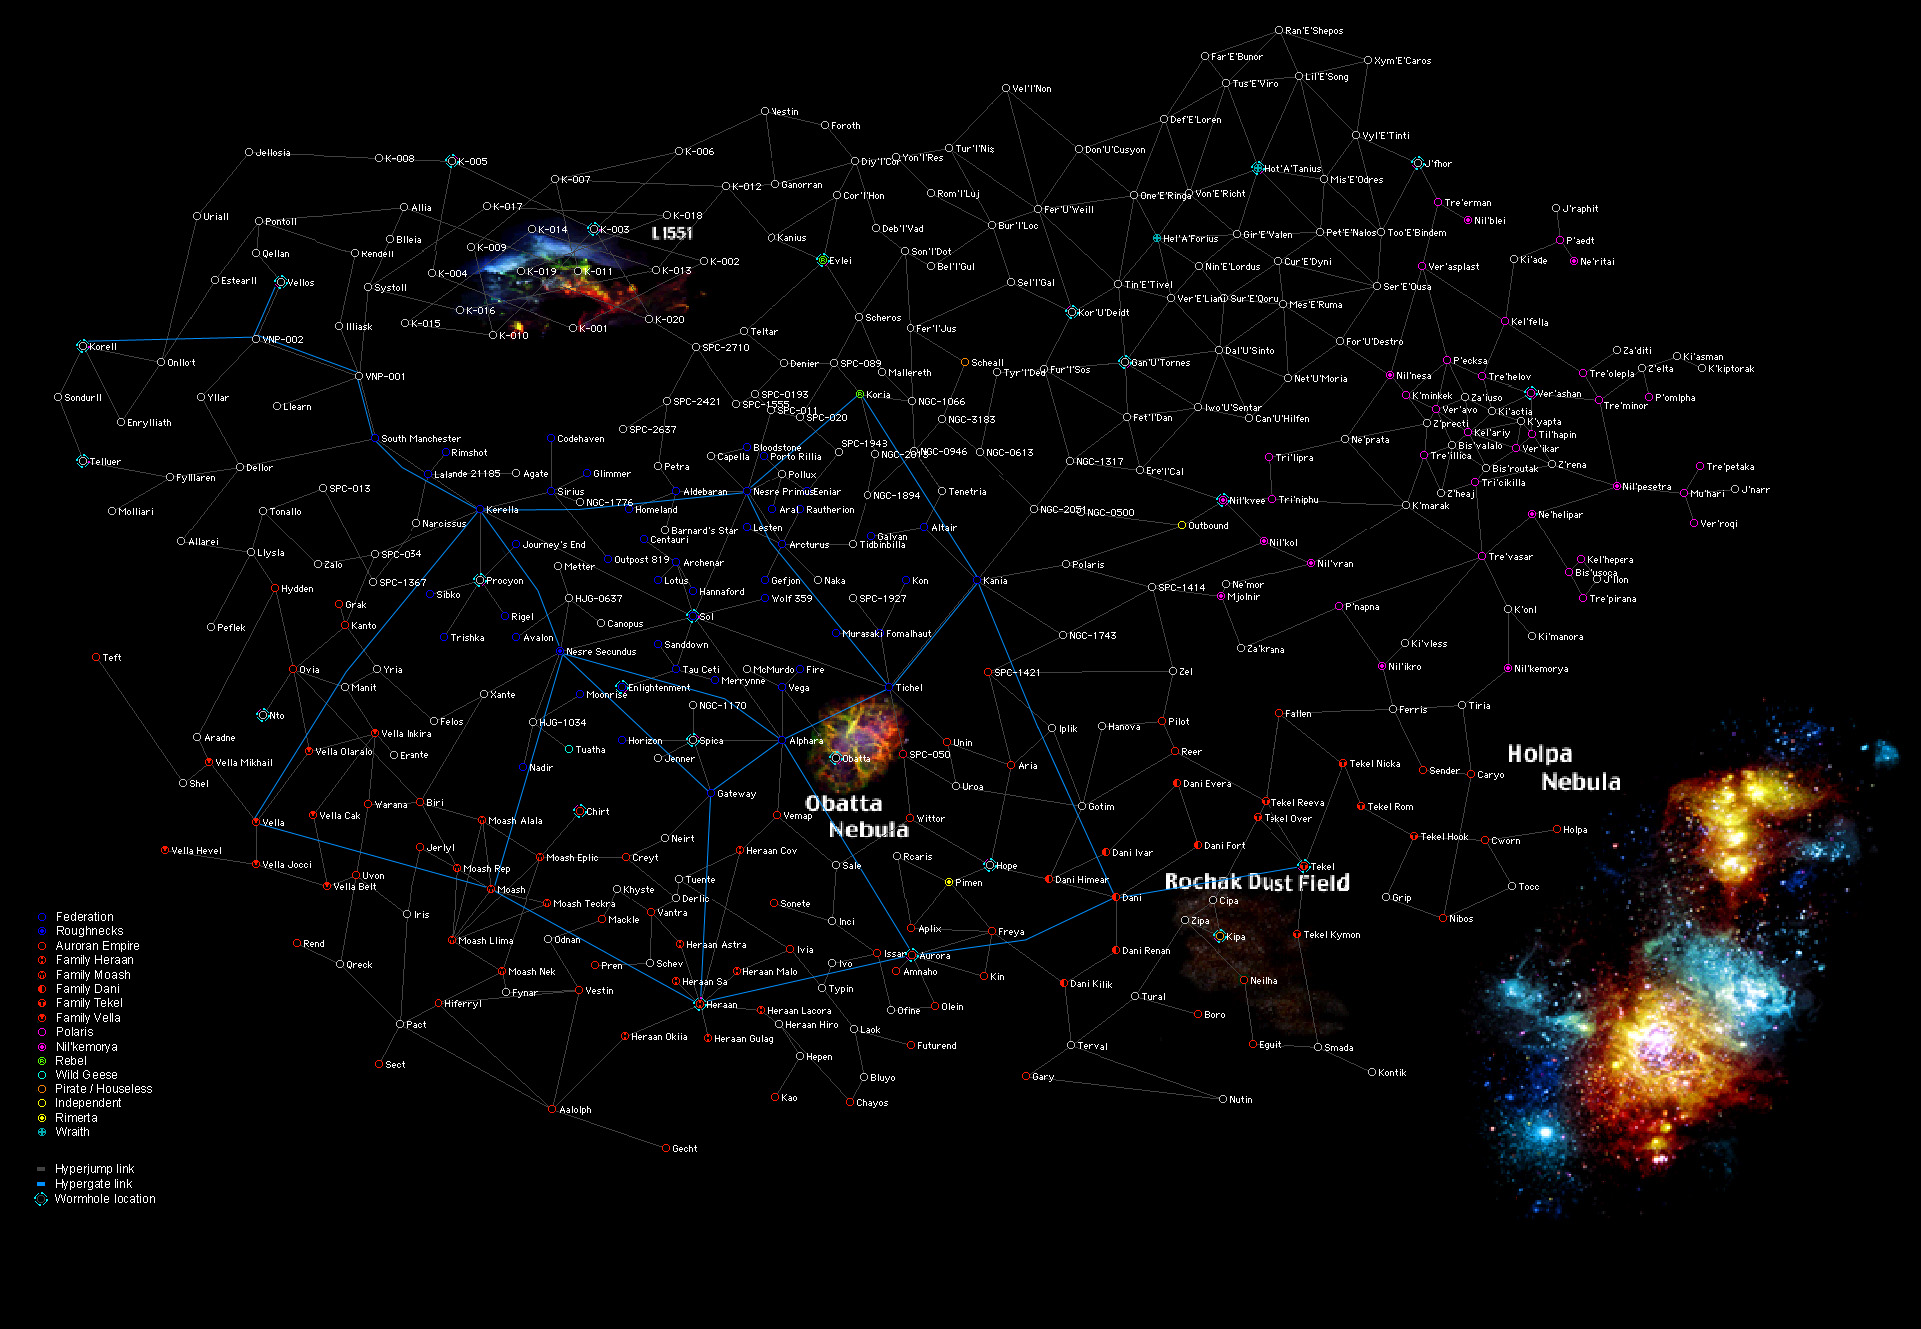 Ran'E'Shepos
Far'E'Bunor
Xym'E'Caros
Lil'E'Song
Tus'E'Viro
Vel'I'Non
Nestin
Def'E'Loren
Foroth
Vyl'E'Tinti
K-006
Tur'I'Nis
Don'U'Cusyon
Jellosia
K-008
K-005
Diy'I'Cor
Yon'I'Res
J'fhor
Hot'A'Tanius
K-007
K-012
Ganorran
Mis'E'Odres
Cor'I'Hon
Rom'I'Luj
One'E'Ringa
Von'E'Richt
Tre'erman
Allia
K-017
Fer'U'Weill
J'raphit
Uriall
K-018
Nil'blei
Pontoll
K-014
K-003
L1551
Deb'I'Vad
Bur'I'Loc
Gir'E'Valen
Pet'E'Nalos
Too'E'Bindem
Blleia
Kanius
Hel'A'Forius
P'aedt
Qellan
Rendell
K-009
Son'I'Dot
K-002
Evlei
Cur'E'Dyni
Ki'ade
Ne'ritai
K-004
K-019
K-011
K-013
Bel'I'Gul
Nin'E'Lordus
Ver'asplast
Estearll
Vellos
Systoll
Sel'I'Gal
Tin'E'Tivel
Ser'E'Ousa
Ver'E'Liani
Sur'E'Qoru
Mes'E'Ruma
K-016
Kor'U'Deidt
K-015
K-020
Scheros
Kel'fella
Illiask
K-010
K-001
Teltar
Fer'I'Jus
VNP-002
For'U'Destro
Korell
SPC-2710
Dal'U'Sinto
Za'diti
Ki'asman
Onllot
Denier
SPC-089
Scheall
Gan'U'Tornes
P'ecksa
K'kiptorak
VNP-001
Mallereth
Tyr'I'Ded
Fur'I'Sos
Net'U'Moria
Nil'nesa
Tre'helov
Tre'olepla
Z'elta
Sondurll
Yllar
SPC-0193
Koria
K'minkek
Za'iuso
Ver'ashan
P'omlpha
Llearn
SPC-2421
SPC-1555
NGC-1066
Iwo'U'Sentar
Ver'avo
Ki'actia
Tre'minor
SPC-011
SPC-020
NGC-3183
Fet'I'Dan
Can'U'Hilfen
Z'precti
K'yapta
Enrylliath
SPC-2637
Kel'ariy
Til'hapin
South Manchester
Codehaven
Ne'prata
Rimshot
Bloodstone
SPC-1943
Bis'valalo
Ver'ikar
Capella
Porto Rillia
NGC-0946
NGC-0613
Tri'lipra
Tre'illica
Telluer
Dellor
Petra
NGC-1317
Ere'I'Cal
Bis'routak
Z'rena
Tre'petaka
Fylllaren
Lalande 21185
Agate
Glimmer
Pollux
Tri'cikilla
SPC-013
Sirius
Aldebaran
Nesre Primus
Eeniar
NGC-1894
Tenetria
Z'heaj
Nil'pesetra
Mu'hari
J'narr
NGC-1776
Nil'kvee
Tri'niphu
K'marak
Molliari
Tonallo
Kerella
Homeland
Aral
Rautherion
NGC-2051
NGC-0500
Ne'helipar
Narcissus
Barnard's Star
Lesten
Altair
Outbound
Ver'roqi
Allarei
Centauri
Galvan
Nil'kol
Llysla
SPC-034
Journey's End
Arcturus
Tidbinbilla
Tre'vasar
Zalo
Metter
Outpost 819
Archenar
Polaris
Nil'vran
Kel'hepera
SPC-1367
Procyon
Lotus
Gefjon
Naka
Kon
Kania
Bis'usoca
J'llon
Hydden
Sibko
Hannaford
SPC-1414
Ne'mor
Grak
HJG-0637
Wolf 359
SPC-1927
Mjolnir
P'napna
Tre'pirana
K'onl
Peflek
Kanto
Rigel
Canopus
Sol
Trishka
Avalon
Murasaki
Fomalhaut
NGC-1743
Ki'manora
Teft
Nesre Secundus
Sanddown
Za'krana
Ki'vless
Ovia
Yria
Tau Ceti
McMurdo
Fire
SPC-1421
Zel
Nil'ikro
Nil'kemorya
Manit
Xante
Moonrise
Enlightenment
Merrynne
Vega
Tichel
Nto
Felos
HJG-1034
NGC-1170
Iplik
Hanova
Pilot
Fallen
Ferris
Tiria
Aradne
Vella Inkira
Horizon
Spica
Alphara
Unin
Vella Olaralo
Erante
Tuatha
Jenner
Obatta
SPC-050
Reer
Holpa
Nebula
Vella Mikhail
Nadir
Aria
Tekel Nicka
Sender
Caryo
Shel
Gateway
Uroa
Dani Evera
Obatta
Nebula
Warana
Biri
Chirt
Gotim
Tekel Reeva
Tekel Rom
Vella
Vella Cak
Moash Alala
Vemap
Wittor
Tekel Over
Holpa
Vella Hevel
Jerlyl
Neirt
Heraan Cov
Dani Ivar
Dani Fort
Tekel Hook
Cworn
Vella Jocci
Moash Rep
Moash Eplic
Creyt
Sale
Rcaris
Hope
Tekel
Uvon
Tuente
Pimen
Dani Himear
Rochak Dust Field
Vella Belt
Moash
Khyste
Derlic
Dani
Cipa
Grip
Tocc
Moash Teckra
Sonete
Iris
Mackle
Vantra
Inci
Zipa
Nibos
Federation
Roughnecks
Aplix
Freya
Kipa
Tekel Kymon
Auroran Empire
Rend
Moash Llima
Odnan
Heraan Astra
Ivia
Issar
Aurora
Dani Renan
Family Heraan
Qreck
Pren
Schev
Ivo
Family Moash
Moash Nek
Heraan Malo
Amnaho
Kin
Family Dani
Fynar
Vestin
Heraan Sa
Typin
Dani Kilik
Neilha
Family Tekel
Hiferryl
Heraan
Heraan Lacora
Ofine
Olein
Tural
Family Vella
Pact
Heraan Hiro
Laok
Boro
Polaris
Heraan Okiia
Heraan Gulag
Futurend
Terval
Eguit
Smada
Nil'kemorya
Rebel
Sect
Hepen
Wild Geese
Bluyo
Gary
Kontik
Pirate / Houseless
Kao
Chayos
Nutin
Independent
Aalolph
Rimerta
Wraith
Gecht
Hyperjump link
Hypergate link
Wormhole location